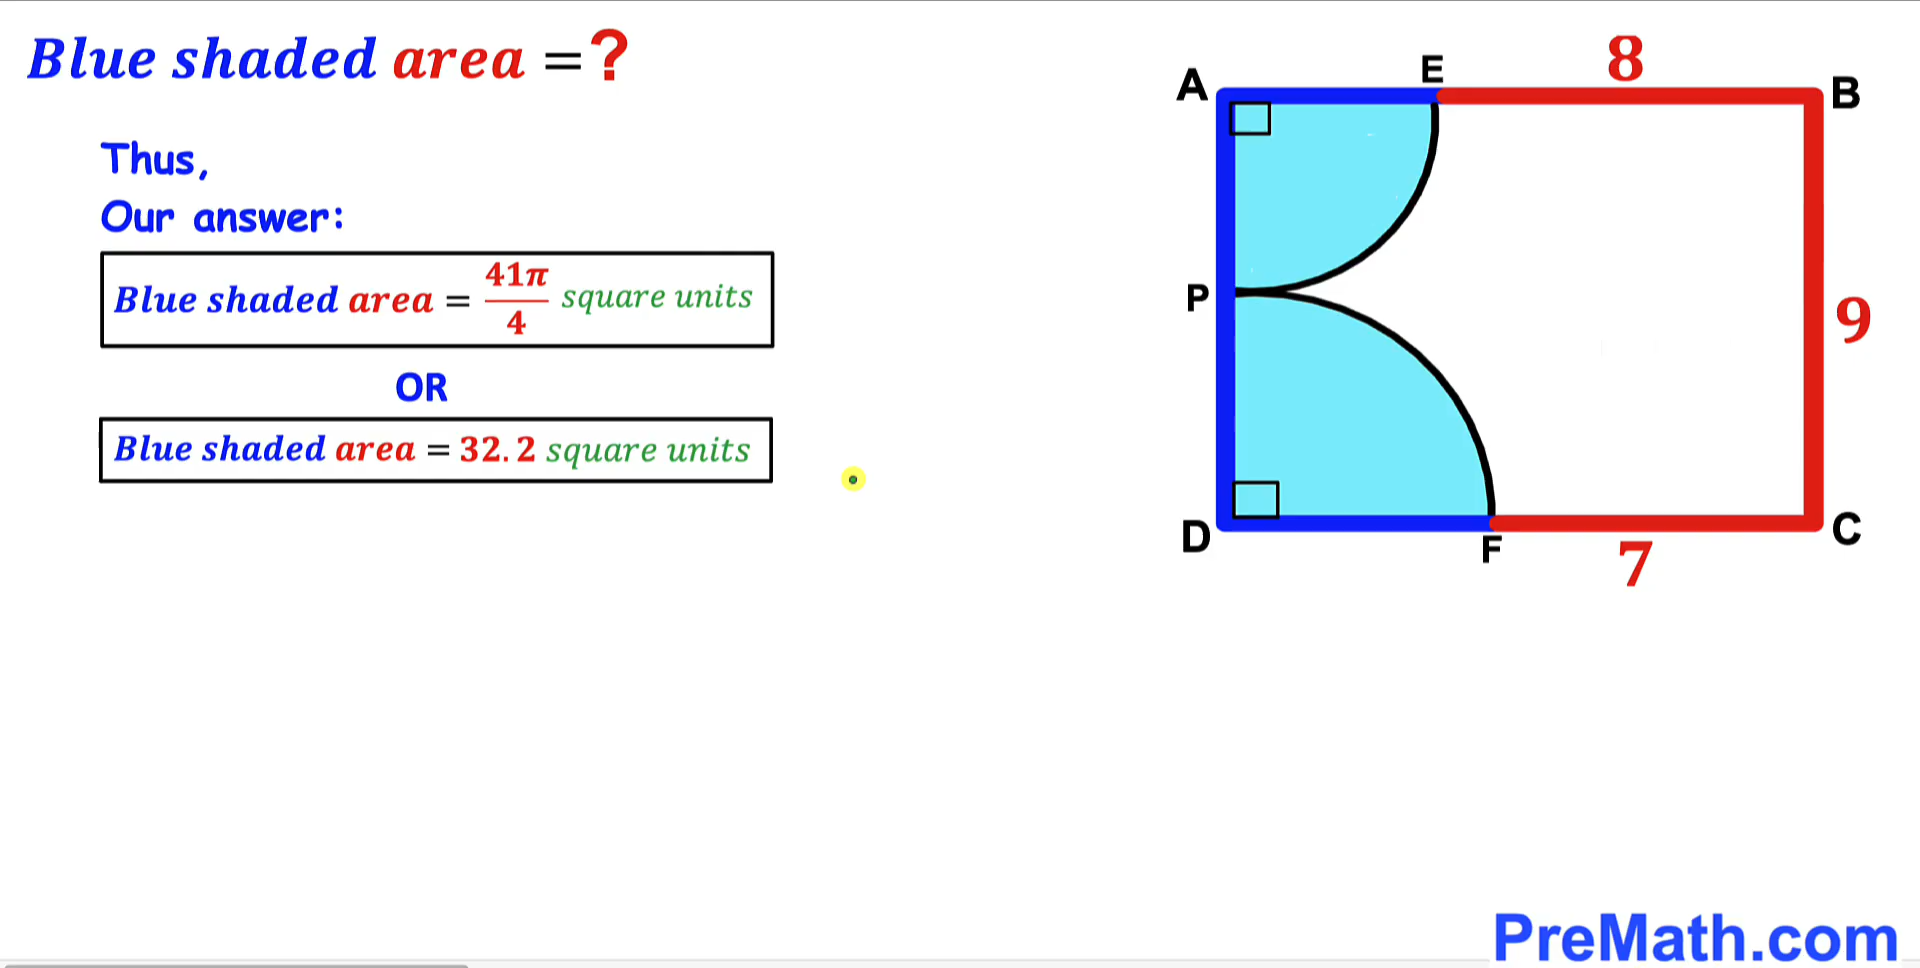 Blue shaded area = ?
Thus,
Our answer:
Blue shaded area = 41π/4 square units
OR
Blue shaded area = 32.2 square units
A
E
8
B
P
9
D
F
7
C
PreMath.com